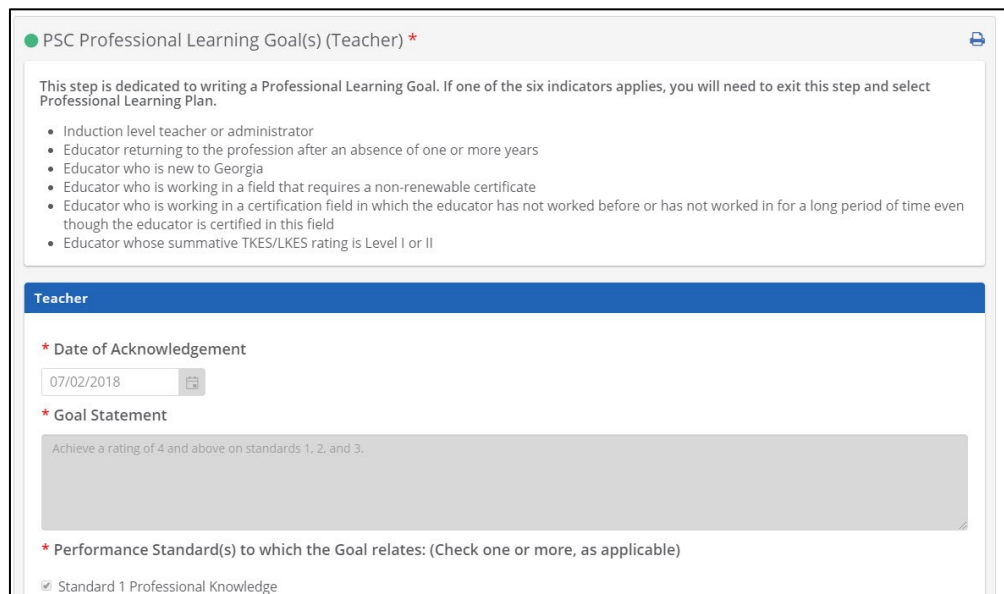 PSC Professional Learning Goal(s) (Teacher) *
This step is dedicated to writing a Professional Learning Goal. If one of the six indicators applies, you will need to exit this step and select
Professional Learning Plan.
• Induction level teacher or administrator
• Educator returning to the profession after an absence of one or more years
• Educator who is new to Georgia
• Educator who is working in a field that requires a non-renewable certificate
• Educator who is working in a certification field in which the educator has not worked before or has not worked in for a long period of time even
though the educator is certified in this field
• Educator whose summative TKES/LKES rating is Level I or II
Teacher
* Date of Acknowledgement
07/02/2018
* Goal Statement
Achieve a rating of 4 and above on standards 1, 2, and 3.
* Performance Standard(s) to which the Goal relates: (Check one or more, as applicable)
Standard 1 Professional Knowledge